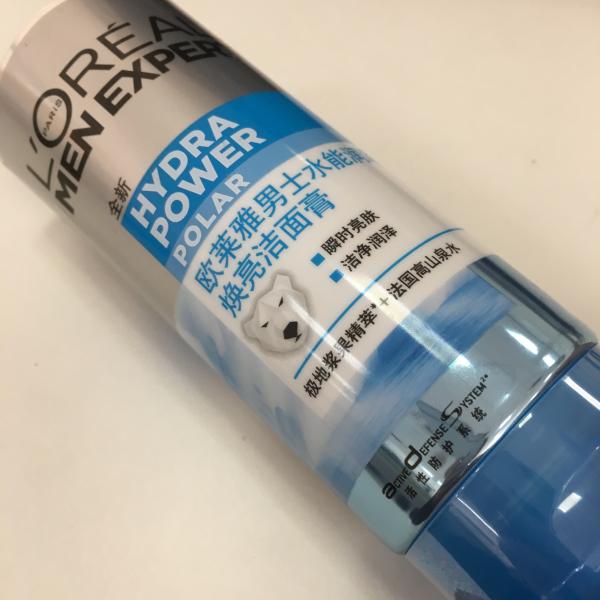 L'ORÉAL
PARIS
MEN EXPERT
全新
HYDRA
POWER
POLAR
欧莱雅男士水能润
焕亮洁面膏
瞬时亮肤
洁净润泽
极地浆果精萃*+法国高山泉水
ACTIVE DEFENSE SYSTEM
活性防护系统